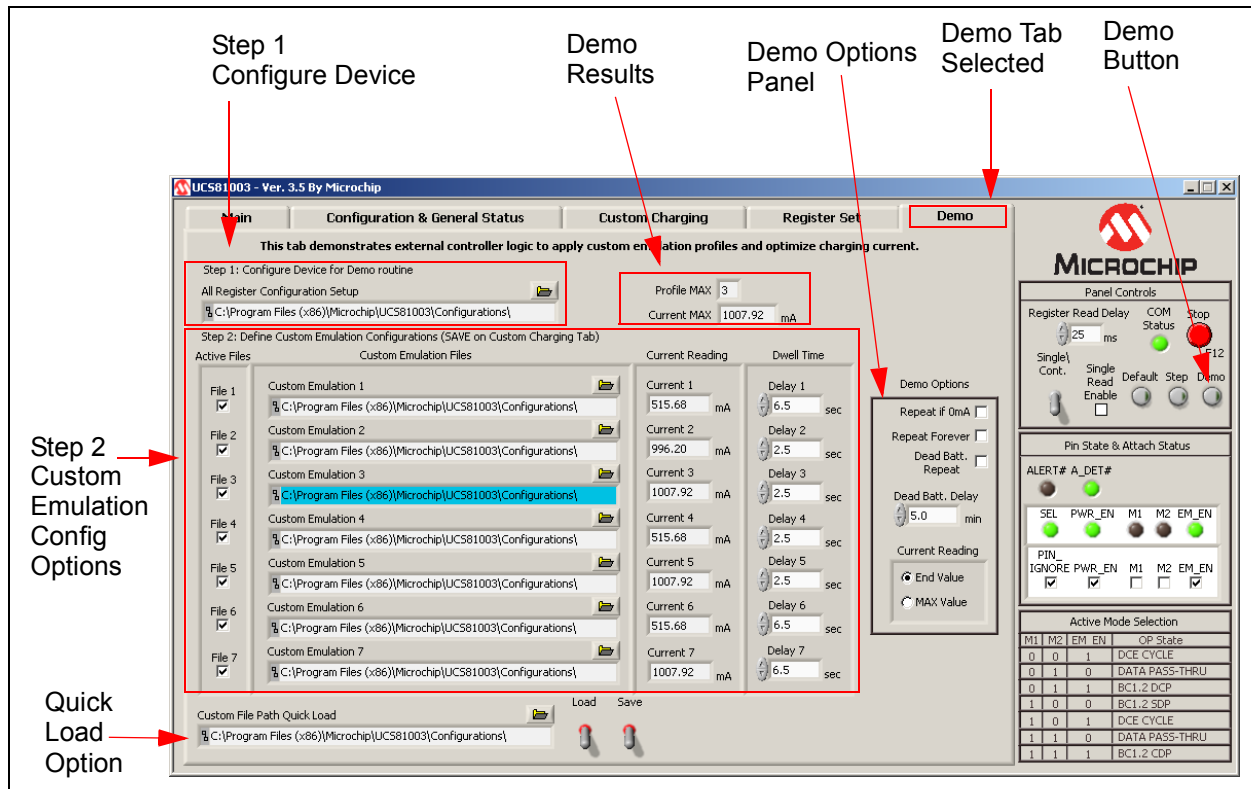 Step 1
Configure Device
Demo
Results
Demo Options
Panel
Demo Tab
Selected
Demo
Button
UCS81003 - Ver. 3.5 By Microchip
Main
Configuration & General Status
Custom Charging
Register Set
Demo
This tab demonstrates external controller logic to apply custom emulation profiles and optimize charging current.
Step 1: Configure Device for Demo routine
All Register Configuration Setup
C:\Program Files (x86)\Microchip\UCS81003\Configurations\
Profile MAX 3
Current MAX 1007.92 mA
Step 2: Define Custom Emulation Configurations (SAVE on Custom Charging Tab)
Active Files Custom Emulation Files Current Reading Dwell Time
File 1 Custom Emulation 1 Current 1 Delay 1
C:\Program Files (x86)\Microchip\UCS81003\Configurations\ 515.68 mA 6.5 sec
File 2 Custom Emulation 2 Current 2 Delay 2
C:\Program Files (x86)\Microchip\UCS81003\Configurations\ 996.20 mA 2.5 sec
File 3 Custom Emulation 3 Current 3 Delay 3
C:\Program Files (x86)\Microchip\UCS81003\Configurations\ 1007.92 mA 2.5 sec
File 4 Custom Emulation 4 Current 4 Delay 4
C:\Program Files (x86)\Microchip\UCS81003\Configurations\ 515.68 mA 2.5 sec
File 5 Custom Emulation 5 Current 5 Delay 5
C:\Program Files (x86)\Microchip\UCS81003\Configurations\ 1007.92 mA 2.5 sec
File 6 Custom Emulation 6 Current 6 Delay 6
C:\Program Files (x86)\Microchip\UCS81003\Configurations\ 515.68 mA 6.5 sec
File 7 Custom Emulation 7 Current 7 Delay 7
C:\Program Files (x86)\Microchip\UCS81003\Configurations\ 1007.92 mA 6.5 sec
Custom File Path Quick Load
C:\Program Files (x86)\Microchip\UCS81003\Configurations\
Load Save
Step 2
Custom
Emulation
Config
Options
Quick
Load
Option
Demo Options
Repeat if 0mA
Repeat Forever
Dead Batt.
Repeat
Dead Batt. Delay
5.0 min
Current Reading
End Value
MAX Value
MICROCHIP
Panel Controls
Register Read Delay
25 ms
COM
Status
Stop
F12
Single\
Cont.
Single
Read
Enable
Default Step Demo
Pin State & Attach Status
ALERT# A_DET#
SEL PWR_EN M1 M2 EM_EN
PIN_
IGNORE PWR_EN M1 M2 EM_EN
Active Mode Selection
M1 M2 EM EN OP State
0 0 1 DCE CYCLE
0 1 0 DATA PASS-THRU
0 1 1 BC1.2 DCP
1 0 0 BC1.2 SDP
1 0 1 DCE CYCLE
1 1 0 DATA PASS-THRU
1 1 1 BC1.2 CDP